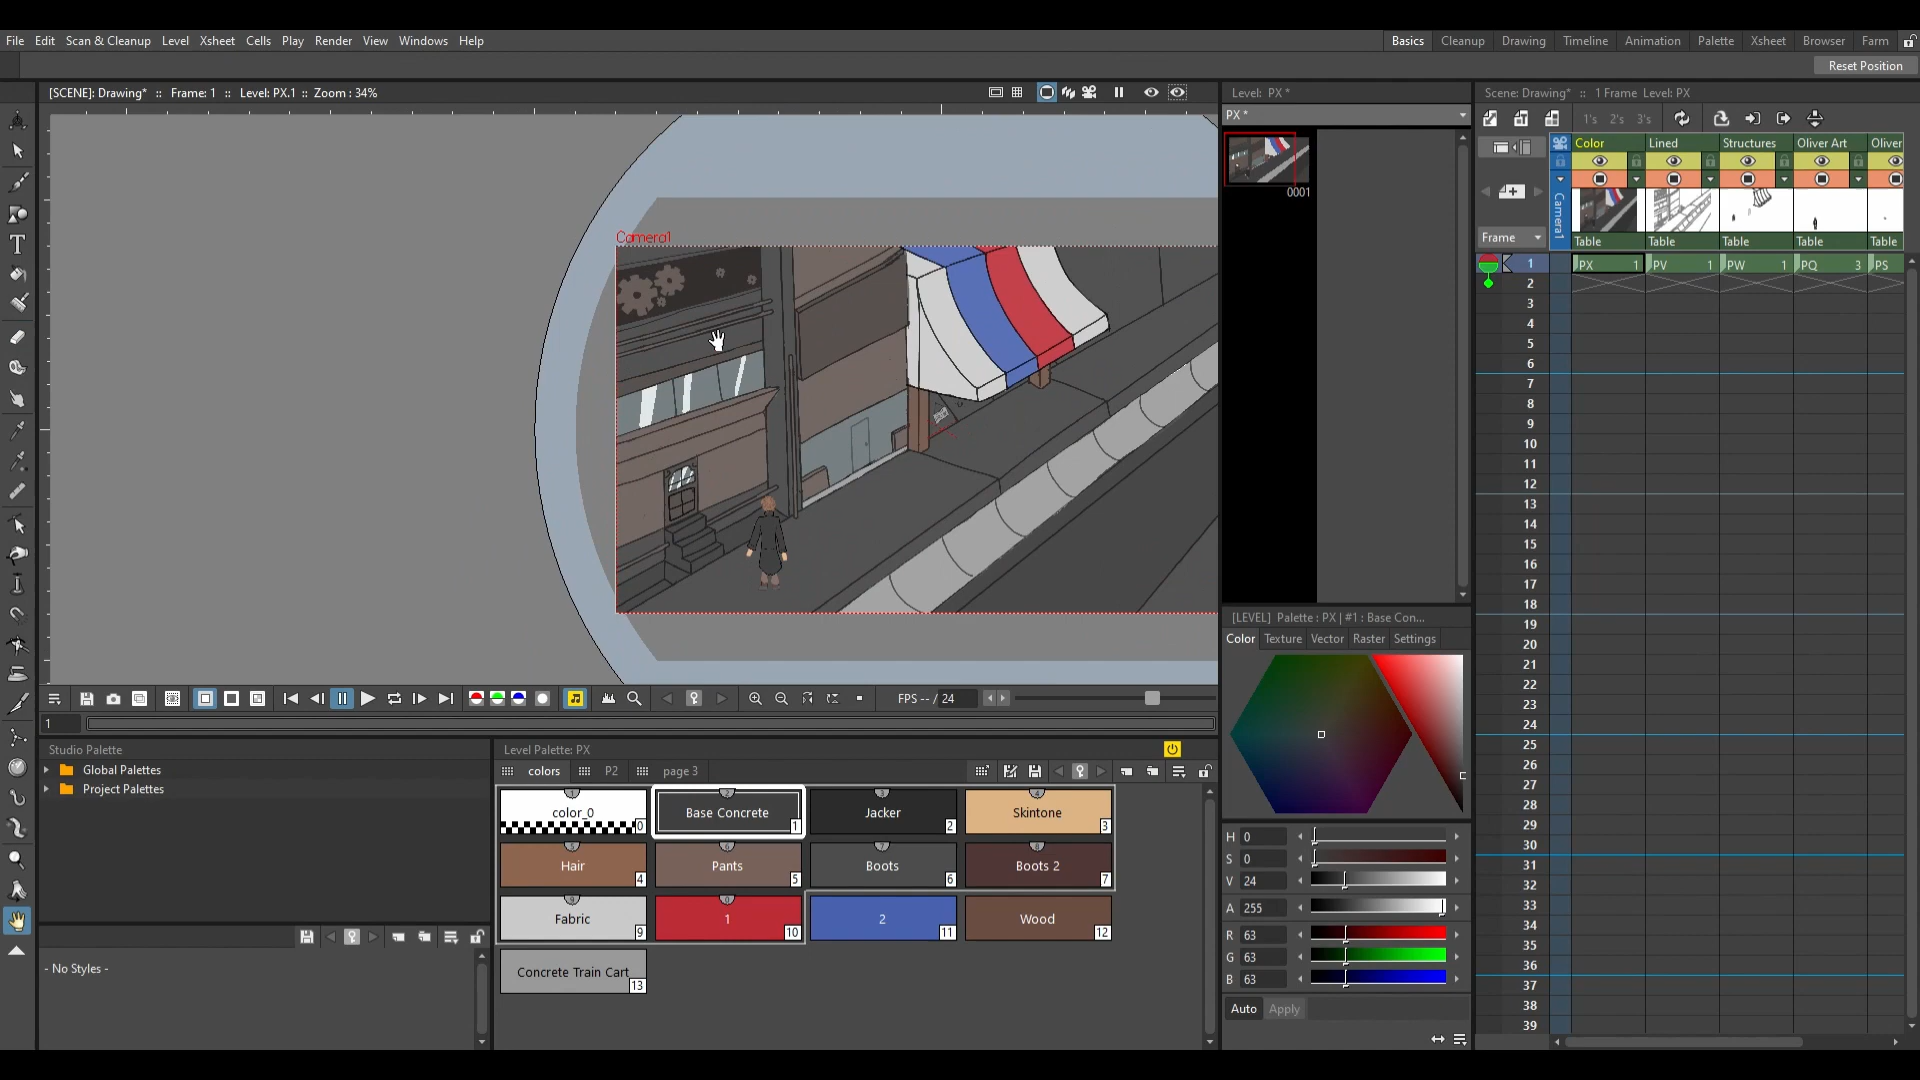 File Edit Scan & Cleanup Level Xsheet Cells Play Render View Windows Help
Basics Cleanup Drawing Timeline Animation Palette Xsheet Browser Farm
Reset Position
[SCENE]: Drawing* :: Frame: 1 :: Level: PX.1 :: Zoom : 34%
Level: PX *
Scene: Drawing* :: 1 Frame Level: PX
PX *
1's 2's 3's
Color Lined Structures Oliver Art Oliver
0001
Camera1
Camera1
Frame
Table Table Table Table Table
PX 1 PV 1 PW 1 PQ 3 PS
1
2
3
4
5
6
7
8
9
10
11
12
13
14
15
16
17
18
19
20
21
22
23
24
25
26
27
28
29
30
31
32
33
34
35
36
37
38
39
[LEVEL] Palette : PX | #1 : Base Con...
Color Texture Vector Raster Settings
FPS -- / 24
1
Studio Palette
Global Palettes
Project Palettes
- No Styles -
Level Palette: PX
colors P2 page 3
color_0 0
Base Concrete 1
Jacker 2
Skintone 3
Hair 4
Pants 5
Boots 6
Boots 2 7
Fabric 9
1 10
2 11
Wood 12
Concrete Train Cart 13
H 0
S 0
V 24
A 255
R 63
G 63
B 63
Auto Apply